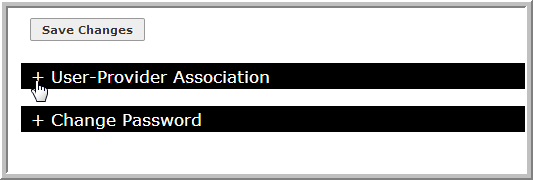 Save Changes
+ User-Provider Association
+ Change Password